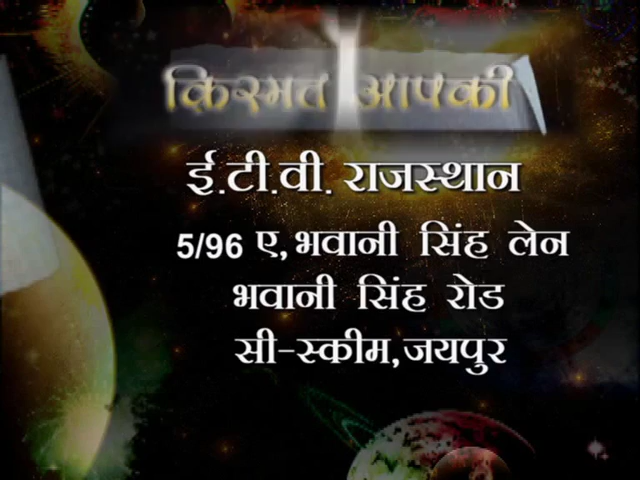 क़िस्मत आपकी
ई.टी.वी. राजस्थान
5/96 ए,भवानी सिंह लेन
भवानी सिंह रोड
सी-स्कीम,जयपुर